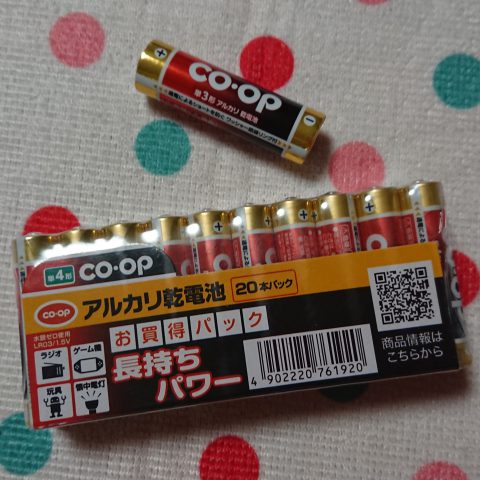 +
CO·OP
単3形 アルカリ乾電池
−
単4形
CO·OP
CO·OP
アルカリ乾電池 20本パック
水銀ゼロ使用
LR03/1.5V
お買得パック
ラジオ
ゲーム機
玩具
懐中電灯
長持ち
パワー
4 902220 761920
商品情報は
こちらから